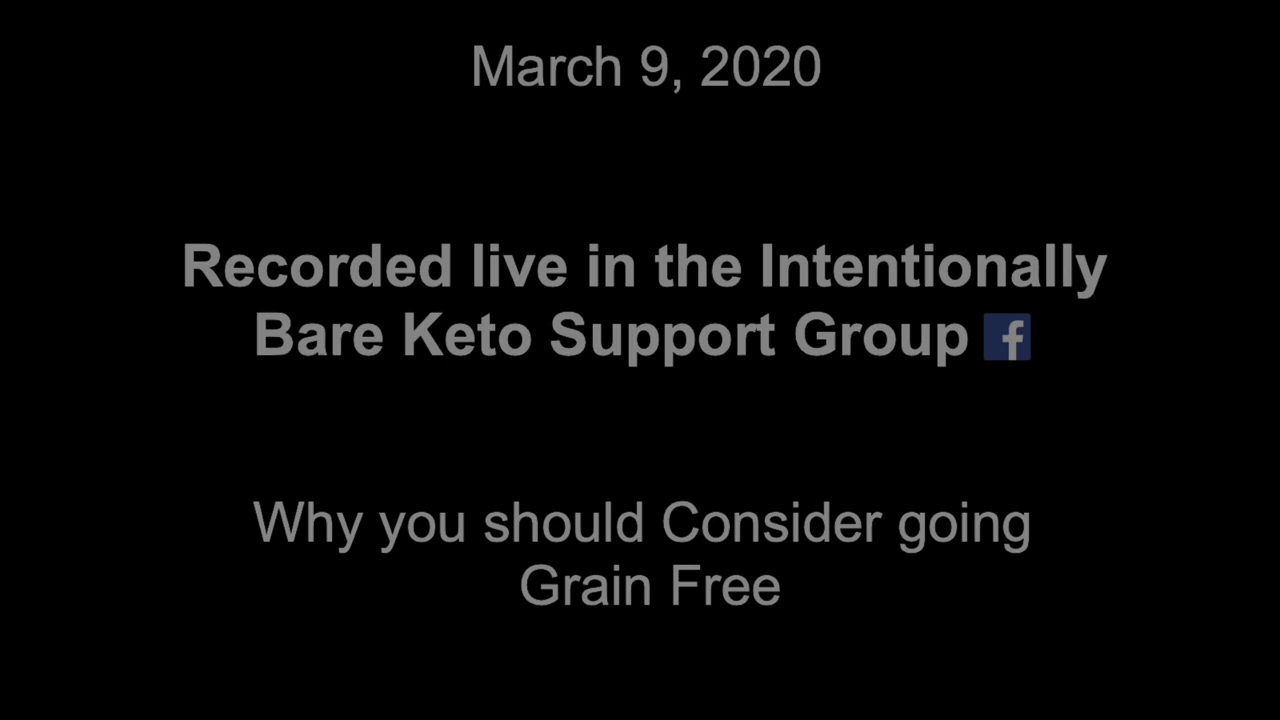 March 9, 2020
Recorded live in the Intentionally
Bare Keto Support Group f
Why you should Consider going
Grain Free